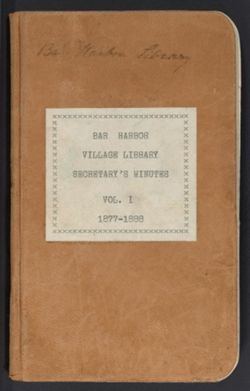 Bar Harbor Library
BAR HARBOR
VILLAGE LIBRARY
SECRETARY'S MINUTES
VOL. I
1877-1898